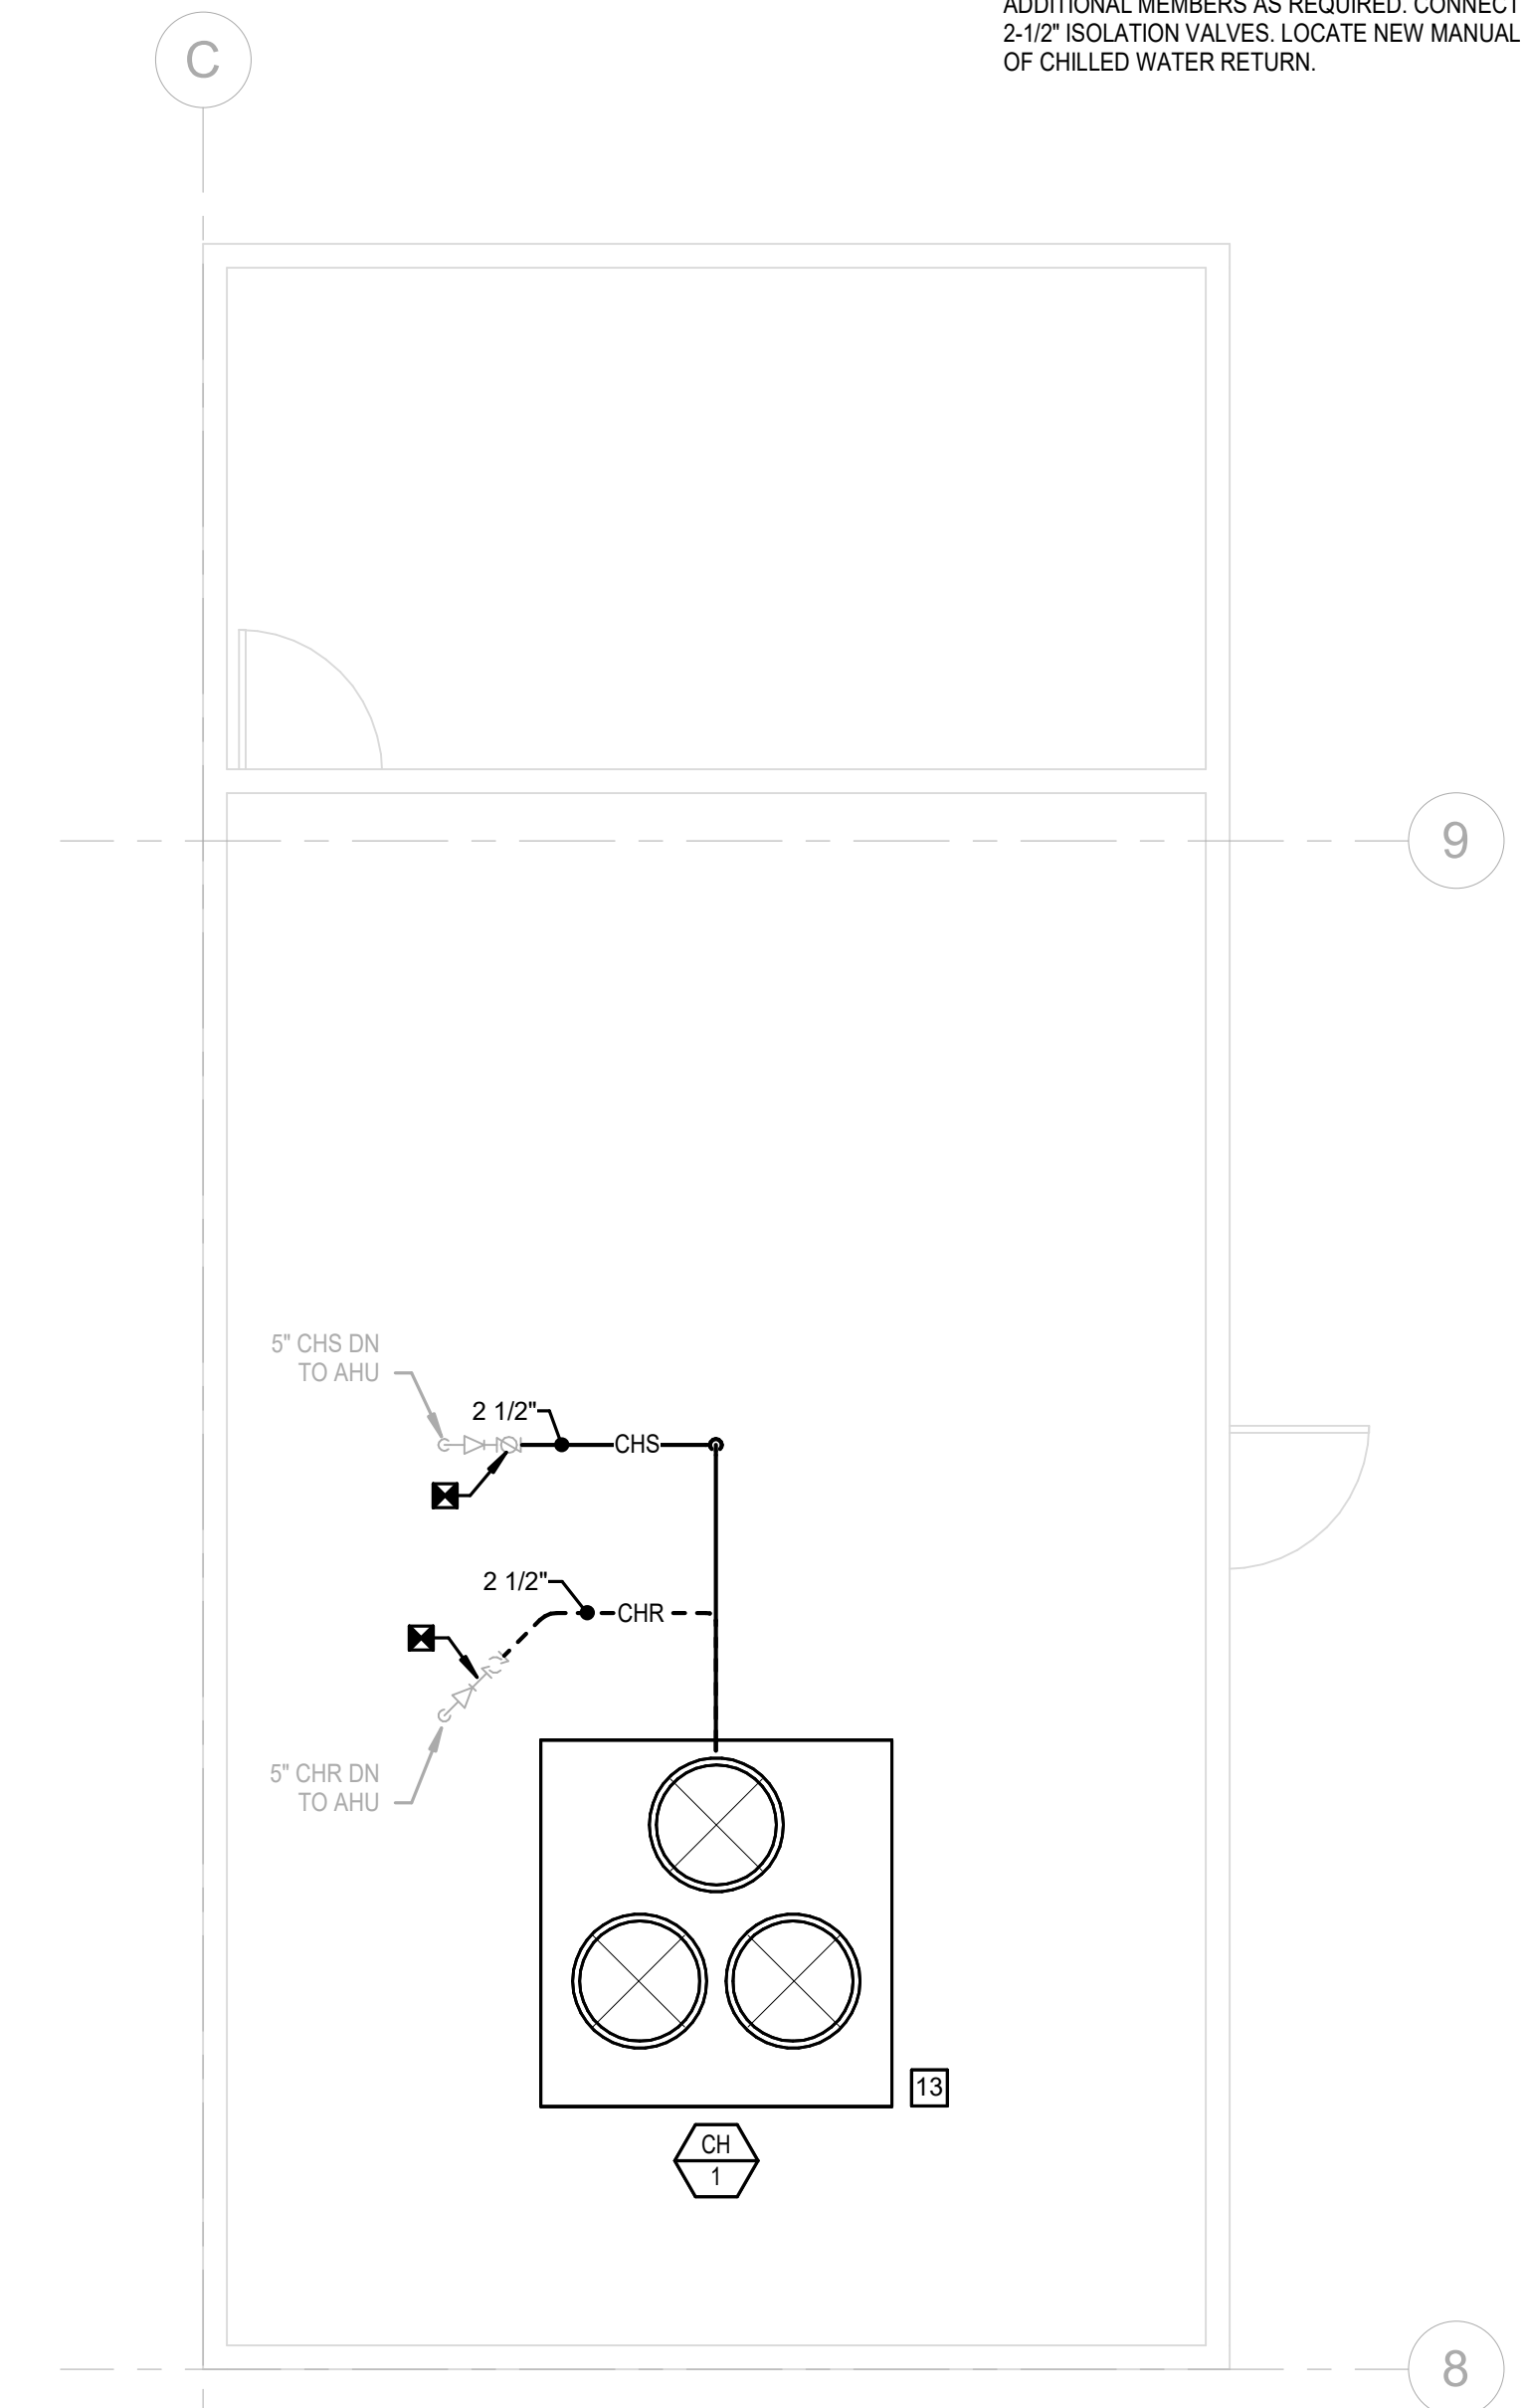 ADDITIONAL MEMBERS AS REQUIRED. CONNECT
2-1/2" ISOLATION VALVES. LOCATE NEW MANUAL
OF CHILLED WATER RETURN.
C
9
5" CHS DN
TO AHU
2 1/2"
CHS
2 1/2"
CHR
5" CHR DN
TO AHU
13
CH
1
8